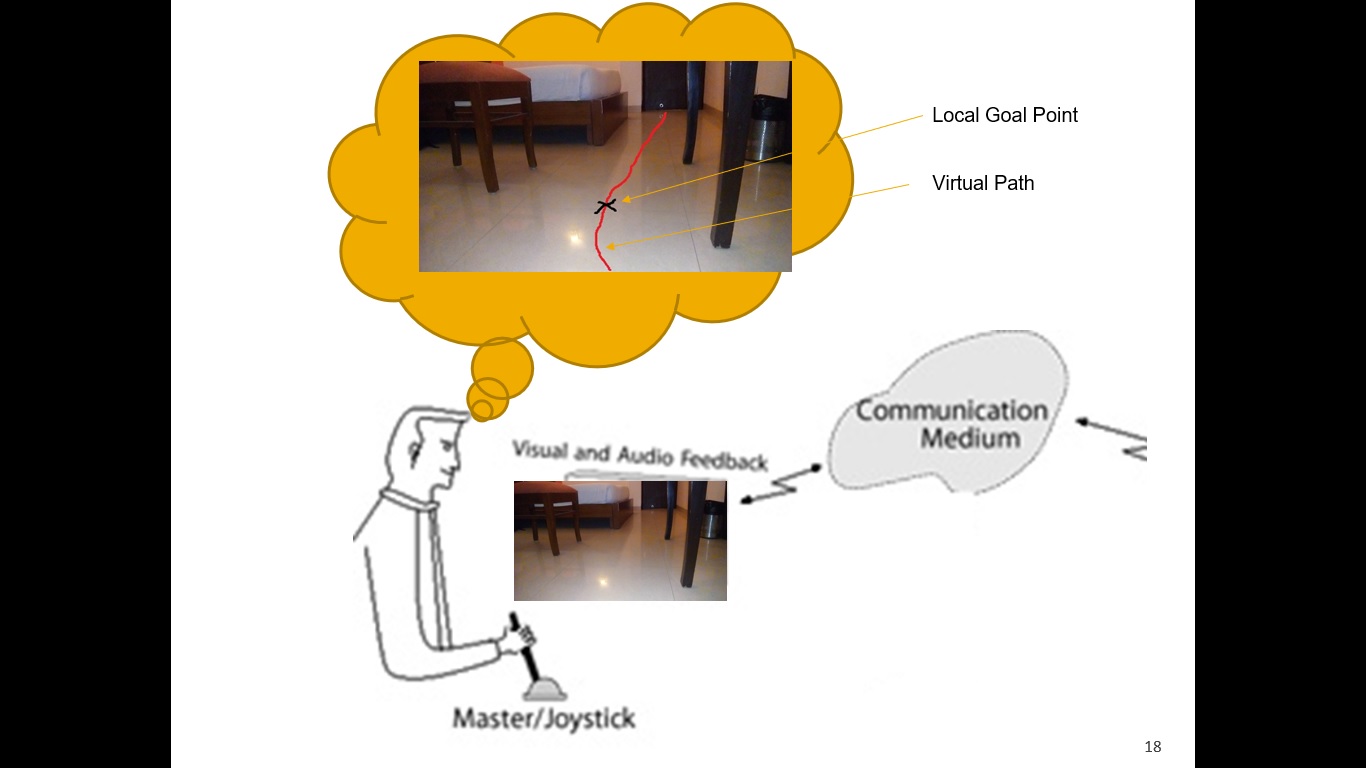 Local Goal Point
Virtual Path
Communication
Medium
Visual and Audio Feedback
Master/Joystick
18